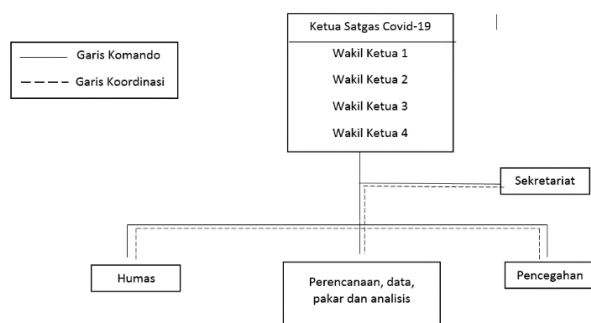 Ketua Satgas Covid-19
Wakil Ketua 1
Wakil Ketua 2
Wakil Ketua 3
Wakil Ketua 4
Garis Komando
Garis Koordinasi
Sekretariat
Humas
Perencanaan, data,
pakar dan analisis
Pencegahan